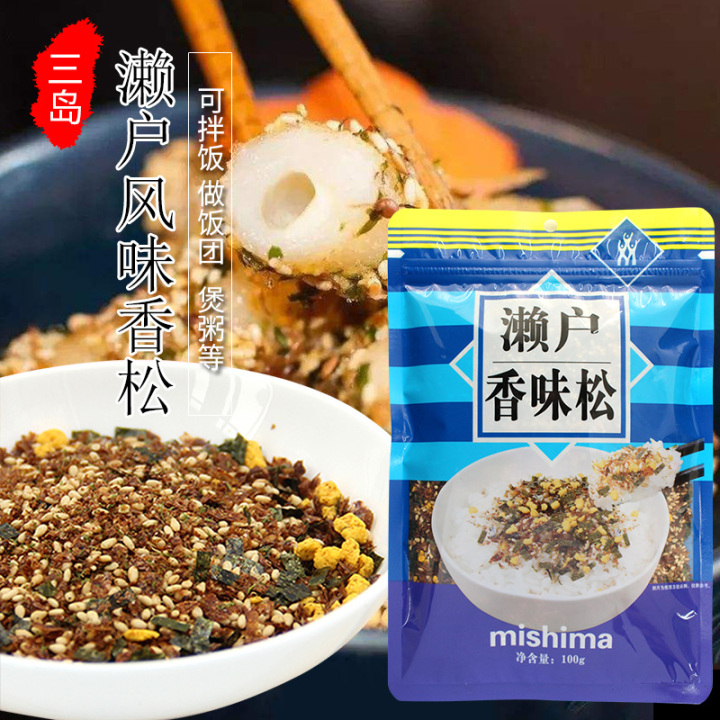 三岛
濑户风味香松
可拌饭 做饭团 煲粥等
濑户
香味松
mishima
净含量：100g